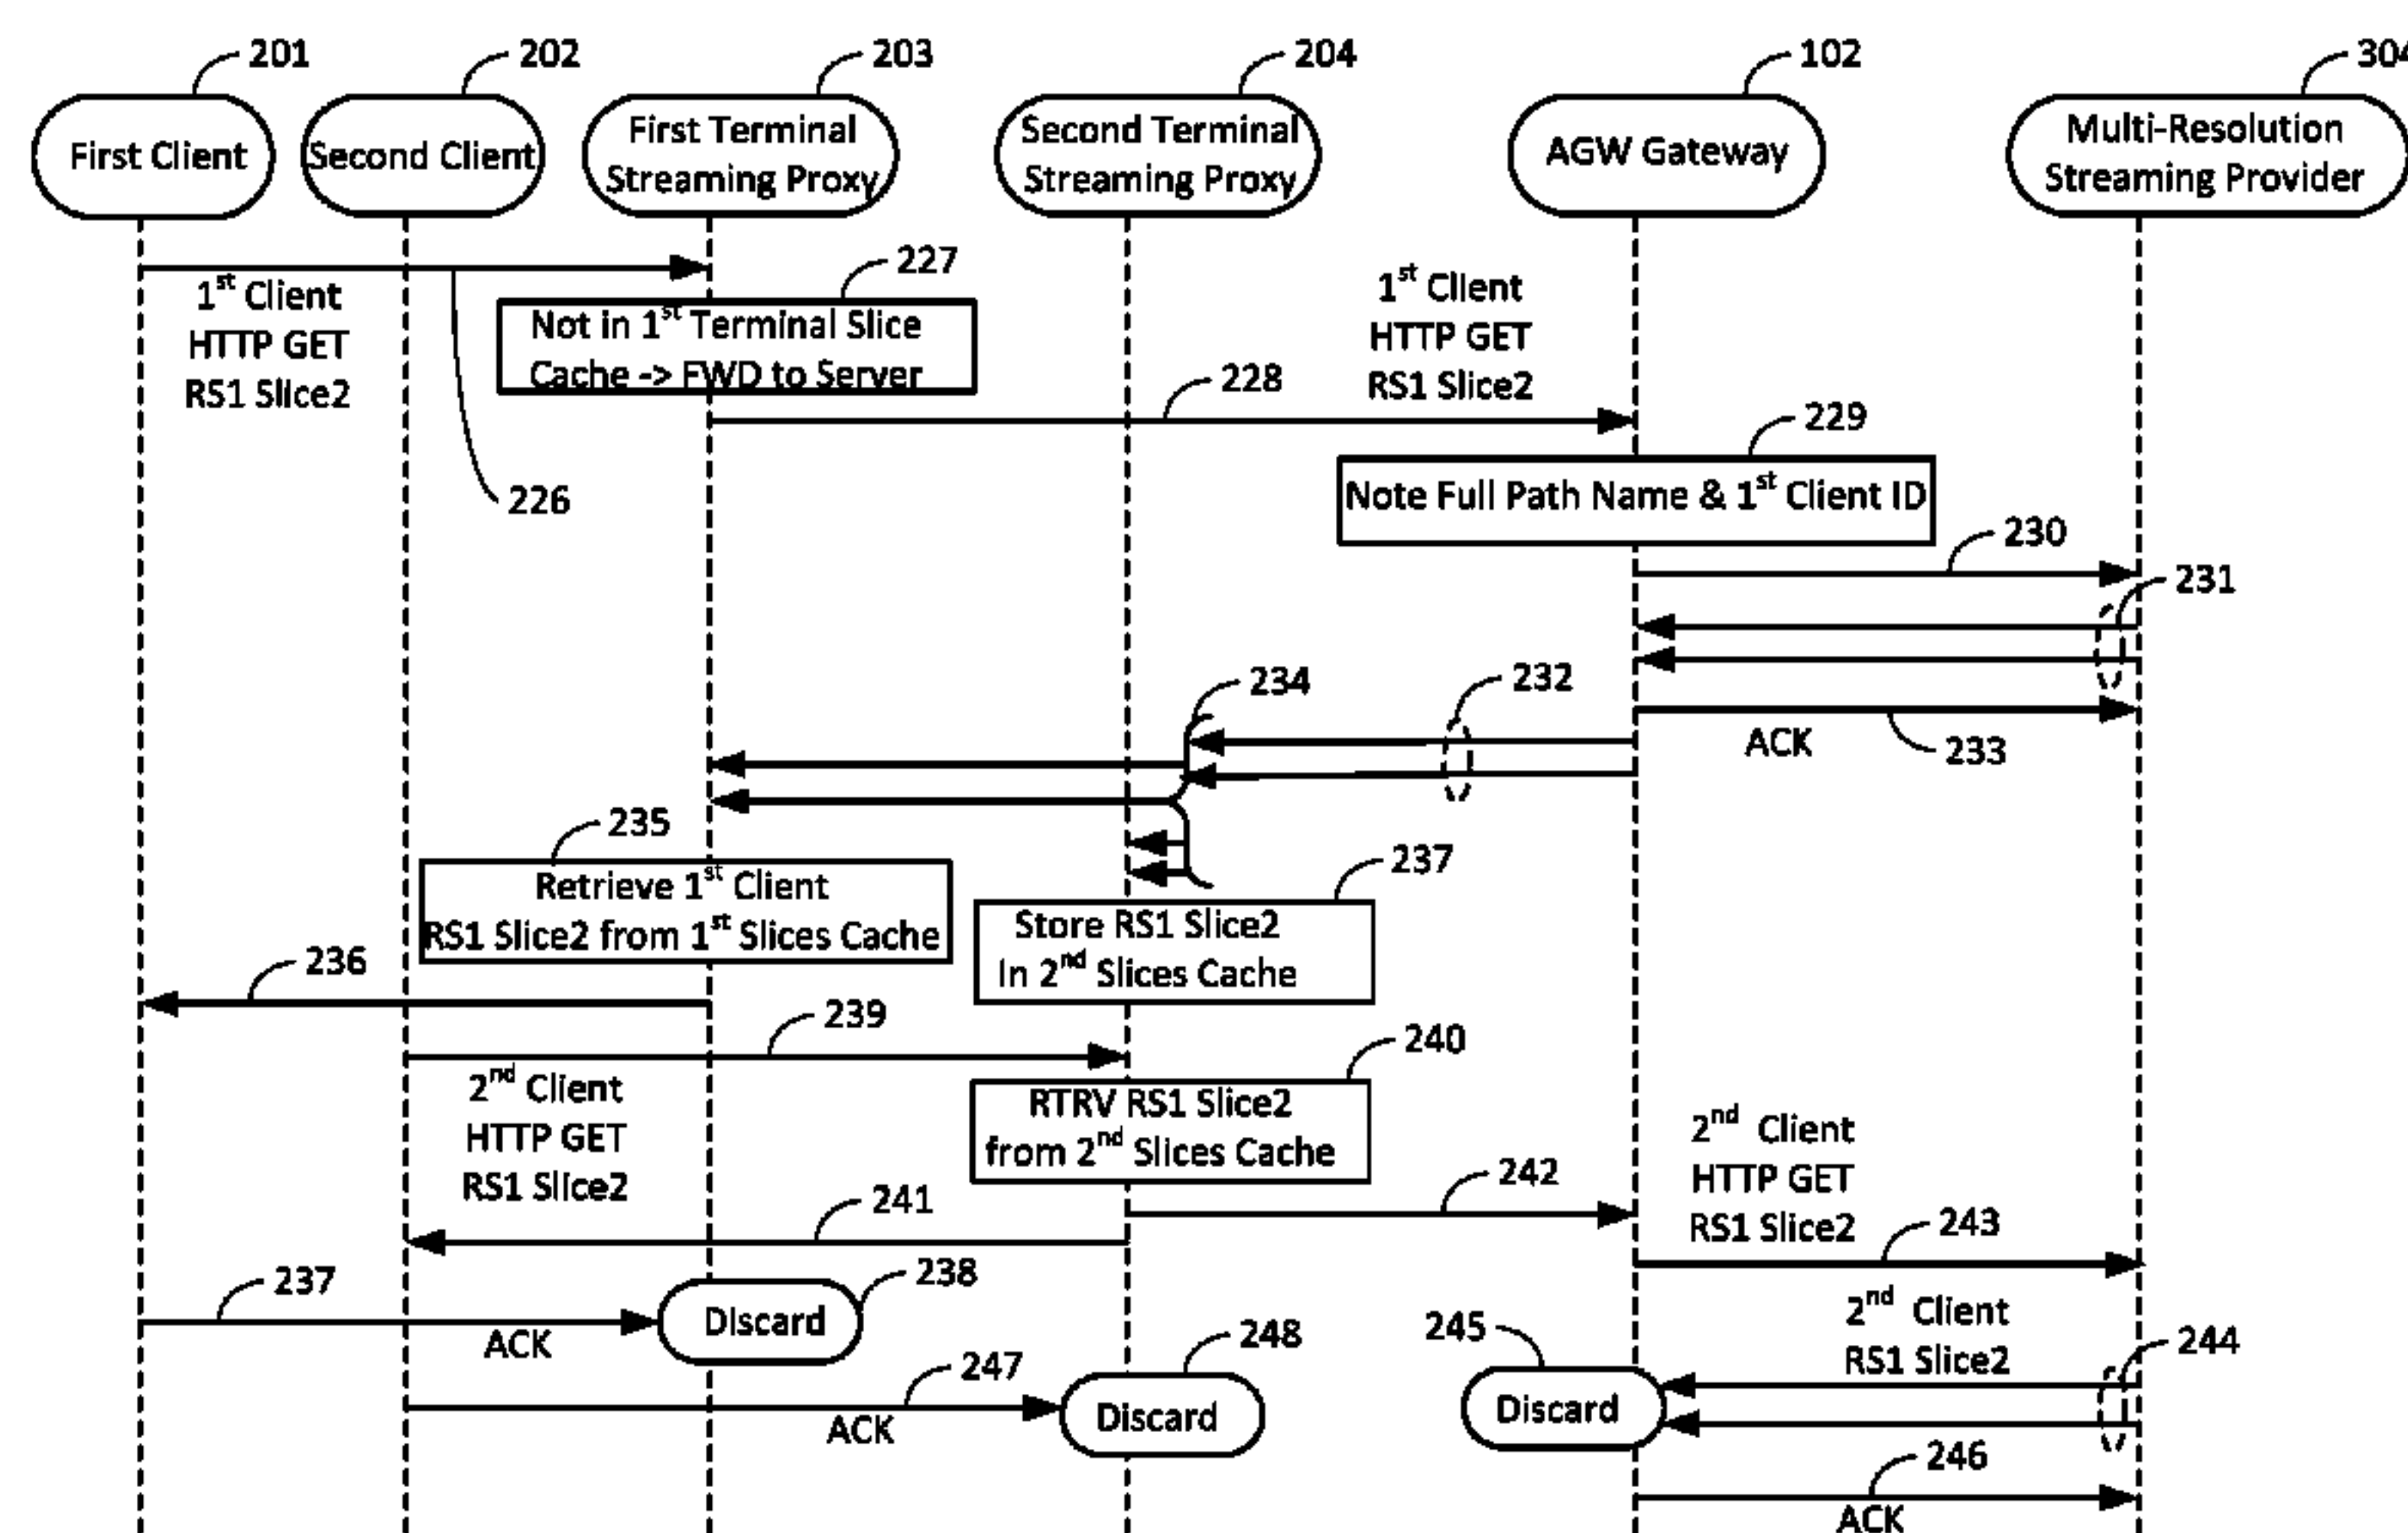 201
202
203
204
102
304
First Client
Second Client
First Terminal
Streaming Proxy
Second Terminal
Streaming Proxy
AGW Gateway
Multi-Resolution
Streaming Provider
1st Client
HTTP GET
RS1 Slice2
226
227
Not in 1st Terminal Slice
Cache -> FWD to Server
228
1st Client
HTTP GET
RS1 Slice2
229
Note Full Path Name & 1st Client ID
230
231
232
ACK
233
234
235
Retrieve 1st Client
RS1 Slice2 from 1st Slices Cache
237
Store RS1 Slice2
In 2nd Slices Cache
236
239
2nd Client
HTTP GET
RS1 Slice2
240
RTRV RS1 Slice2
from 2nd Slices Cache
241
242
2nd Client
HTTP GET
RS1 Slice2
243
237
ACK
238
Discard
2nd Client
RS1 Slice2
244
245
Discard
247
ACK
248
Discard
246
ACK